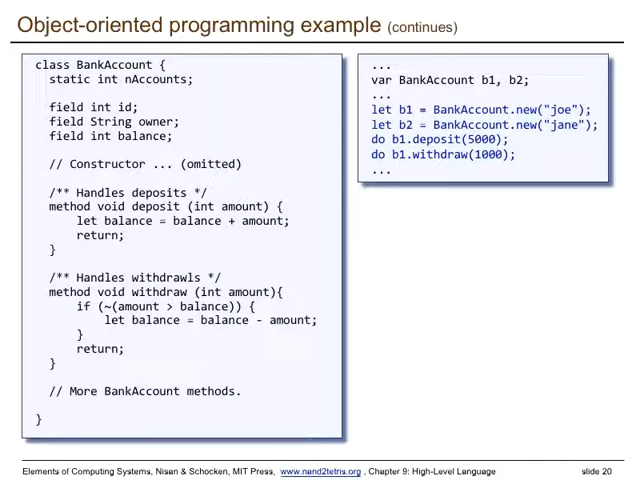 Object-oriented programming example (continues)
class BankAccount {
static int nAccounts;
field int id;
field String owner;
field int balance;
// Constructor ... (omitted)
/** Handles deposits */
method void deposit (int amount) {
let balance = balance + amount;
return;
}
/** Handles withdrawls */
method void withdraw (int amount){
if (~(amount > balance)) {
let balance = balance - amount;
}
return;
}
// More BankAccount methods.
}
...
var BankAccount b1, b2;
...
let b1 = BankAccount.new("joe");
let b2 = BankAccount.new("jane");
do b1.deposit(5000);
do b1.withdraw(1000);
...
Elements of Computing Systems, Nisan & Schocken, MIT Press, www.nand2tetris.org , Chapter 9: High-Level Language slide 20